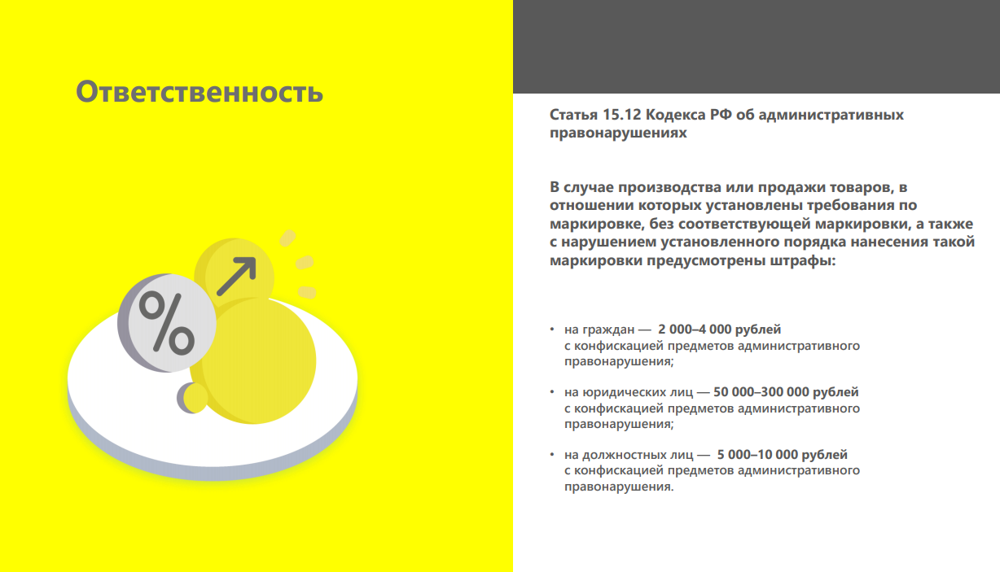 Ответственность
Статья 15.12 Кодекса РФ об административных
правонарушениях
В случае производства или продажи товаров, в
отношении которых установлены требования по
маркировке, без соответствующей маркировки, а также
с нарушением установленного порядка нанесения такой
маркировки предусмотрены штрафы:
• на граждан — 2 000–4 000 рублей
с конфискацией предметов административного
правонарушения;
• на юридических лиц — 50 000–300 000 рублей
с конфискацией предметов административного
правонарушения;
• на должностных лиц — 5 000–10 000 рублей
с конфискацией предметов административного
правонарушения.
%